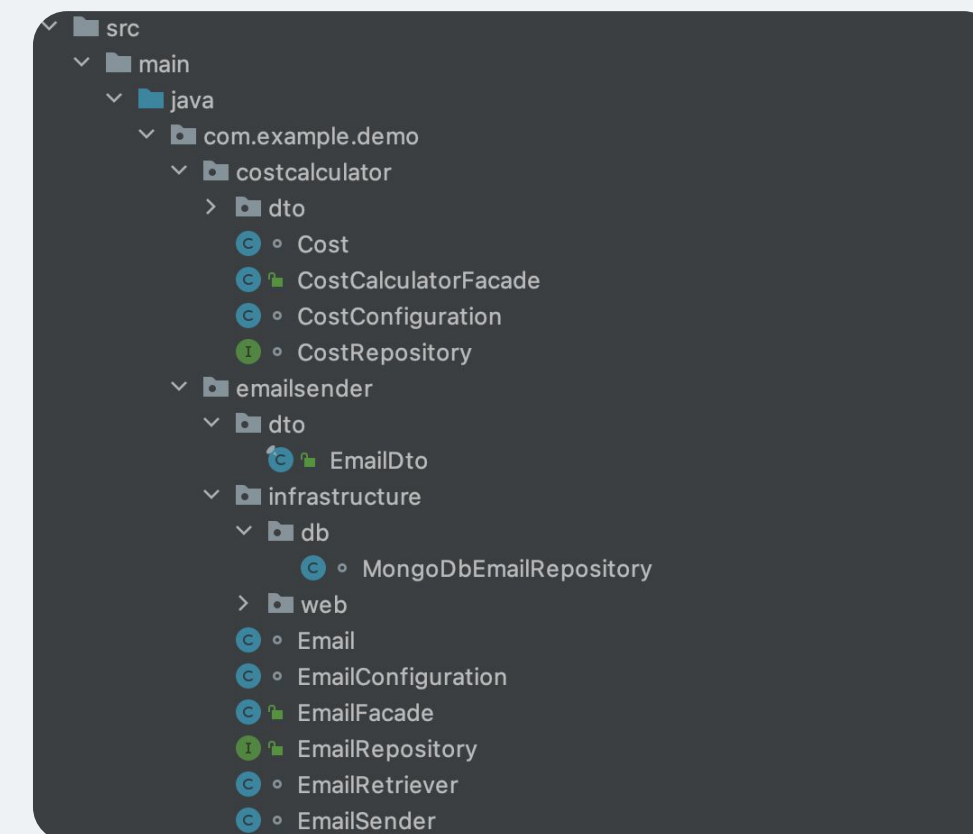 src
main
java
com.example.demo
costcalculator
dto
C Cost
C CostCalculatorFacade
C CostConfiguration
I CostRepository
emailsender
dto
C EmailDto
infrastructure
db
C MongoDbEmailRepository
web
C Email
C EmailConfiguration
C EmailFacade
I EmailRepository
C EmailRetriever
C EmailSender